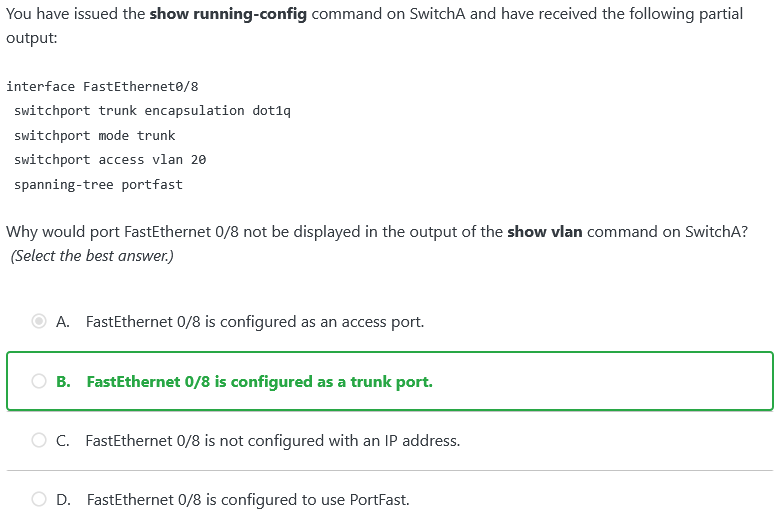 You have issued the show running-config command on SwitchA and have received the following partial
output:
interface FastEthernet0/8
switchport trunk encapsulation dot1q
switchport mode trunk
switchport access vlan 20
spanning-tree portfast
Why would port FastEthernet 0/8 not be displayed in the output of the show vlan command on SwitchA?
(Select the best answer.)
A. FastEthernet 0/8 is configured as an access port.
B. FastEthernet 0/8 is configured as a trunk port.
C. FastEthernet 0/8 is not configured with an IP address.
D. FastEthernet 0/8 is configured to use PortFast.